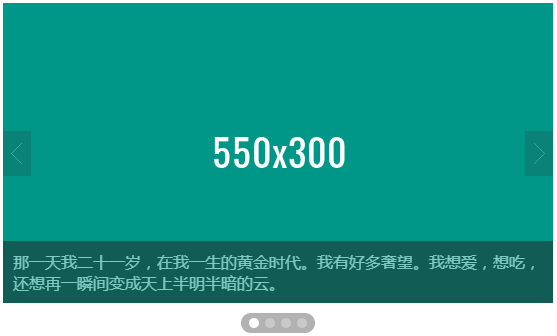 550x300
那一天我二十一岁，在我一生的黄金时代。我有好多奢望。我想爱，想吃，
还想再一瞬间变成天上半明半暗的云。